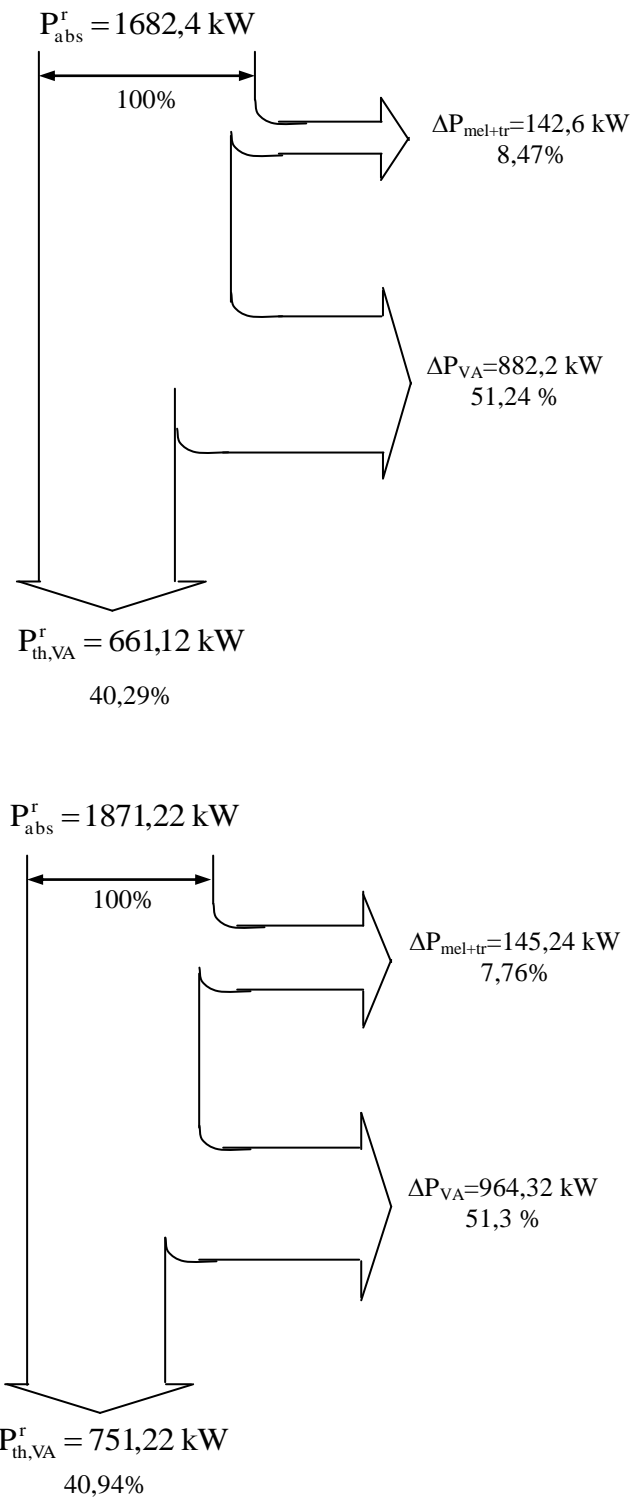 P^r_abs = 1682,4 kW
100%
ΔP_mel+tr=142,6 kW
8,47%
ΔP_VA=882,2 kW
51,24 %
P^r_th,VA = 661,12 kW
40,29%
P^r_abs = 1871,22 kW
100%
ΔP_mel+tr=145,24 kW
7,76%
ΔP_VA=964,32 kW
51,3 %
P^r_th,VA = 751,22 kW
40,94%